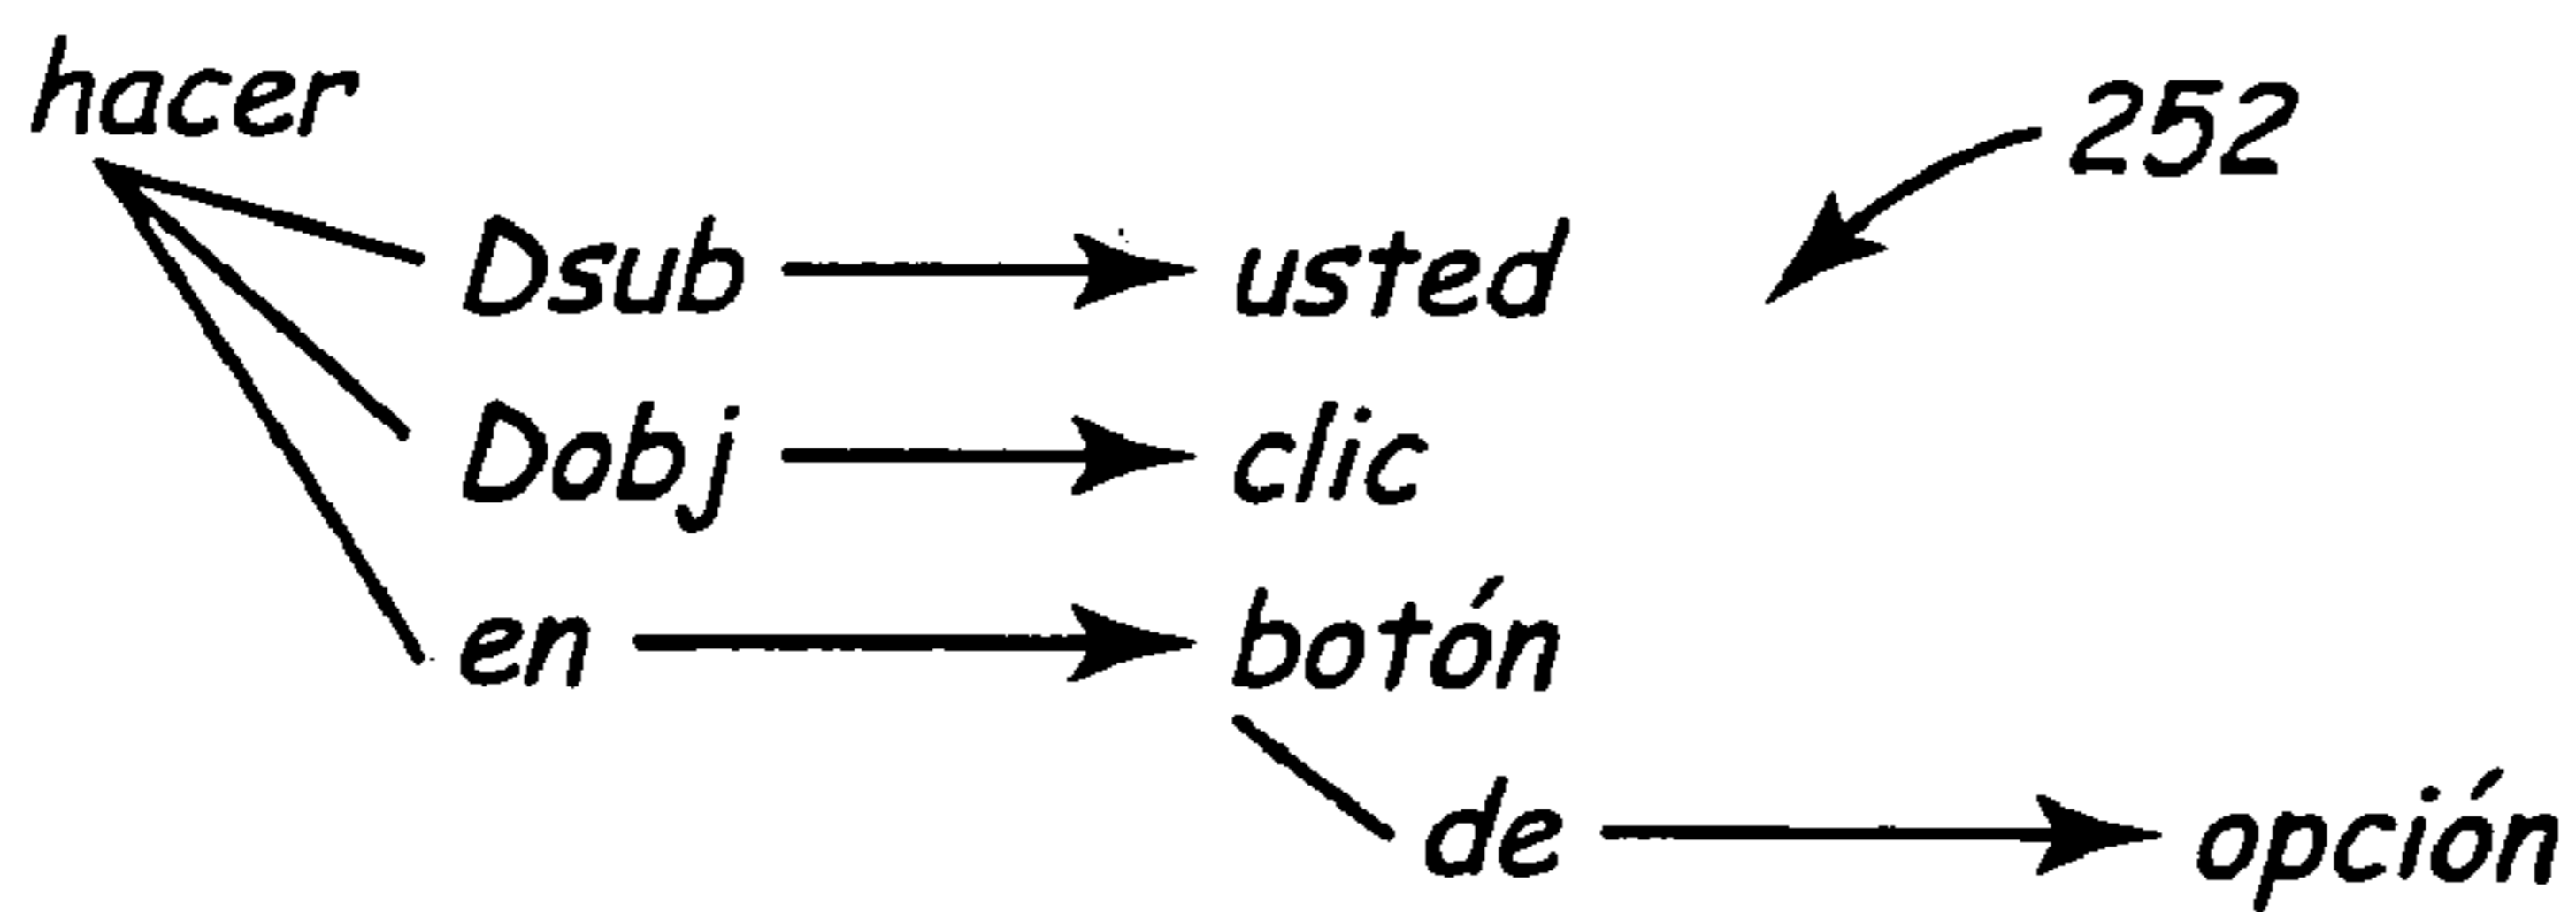 hacer
252
Dsub usted
Dobj clic
en botón
de opción